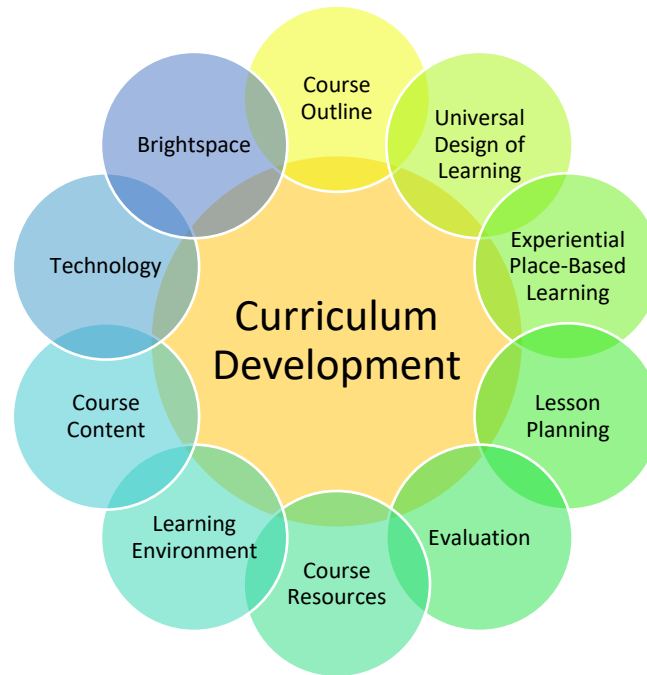 Course
Outline
Universal
Design of
Learning
Experiential
Place-Based
Learning
Lesson
Planning
Evaluation
Course
Resources
Learning
Environment
Course
Content
Technology
Brightspace
Curriculum
Development